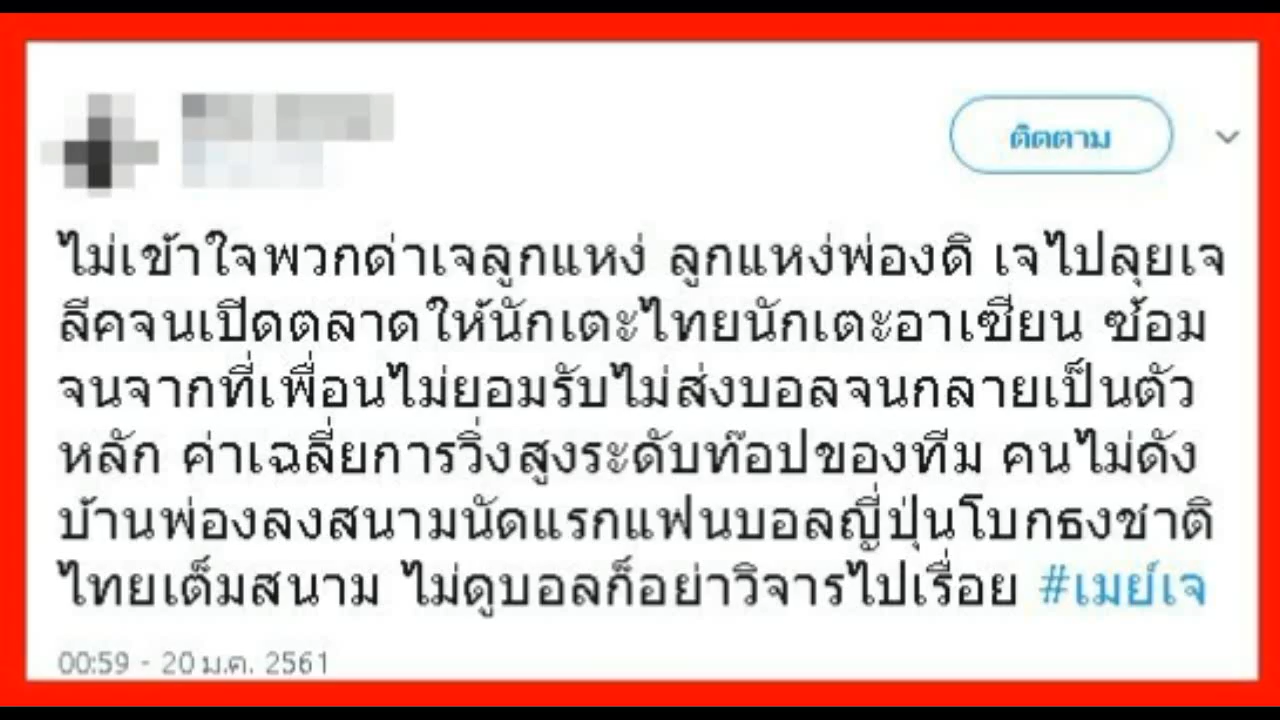 ติดตาม
ไม่เข้าใจพวกด่าเจลูกแหง่ ลูกแหง่พ่องดิ เจไปลุยเจ
ลีคจนเปิดตลาดให้นักเตะไทยนักเตะอาเซียน ซ้อม
จนจากที่เพื่อนไม่ยอมรับไม่ส่งบอลจนกลายเป็นตัว
หลัก ค่าเฉลี่ยการวิ่งสูงระดับท๊อปของทีม คนไม่ดัง
บ้านพ่องลงสนามนัดแรกแฟนบอลญี่ปุ่นโบกธงชาติ
ไทยเต็มสนาม ไม่ดูบอลก็อย่าวิจารไปเรื่อย #เมย์เจ
00:59 - 20 ม.ค. 2561